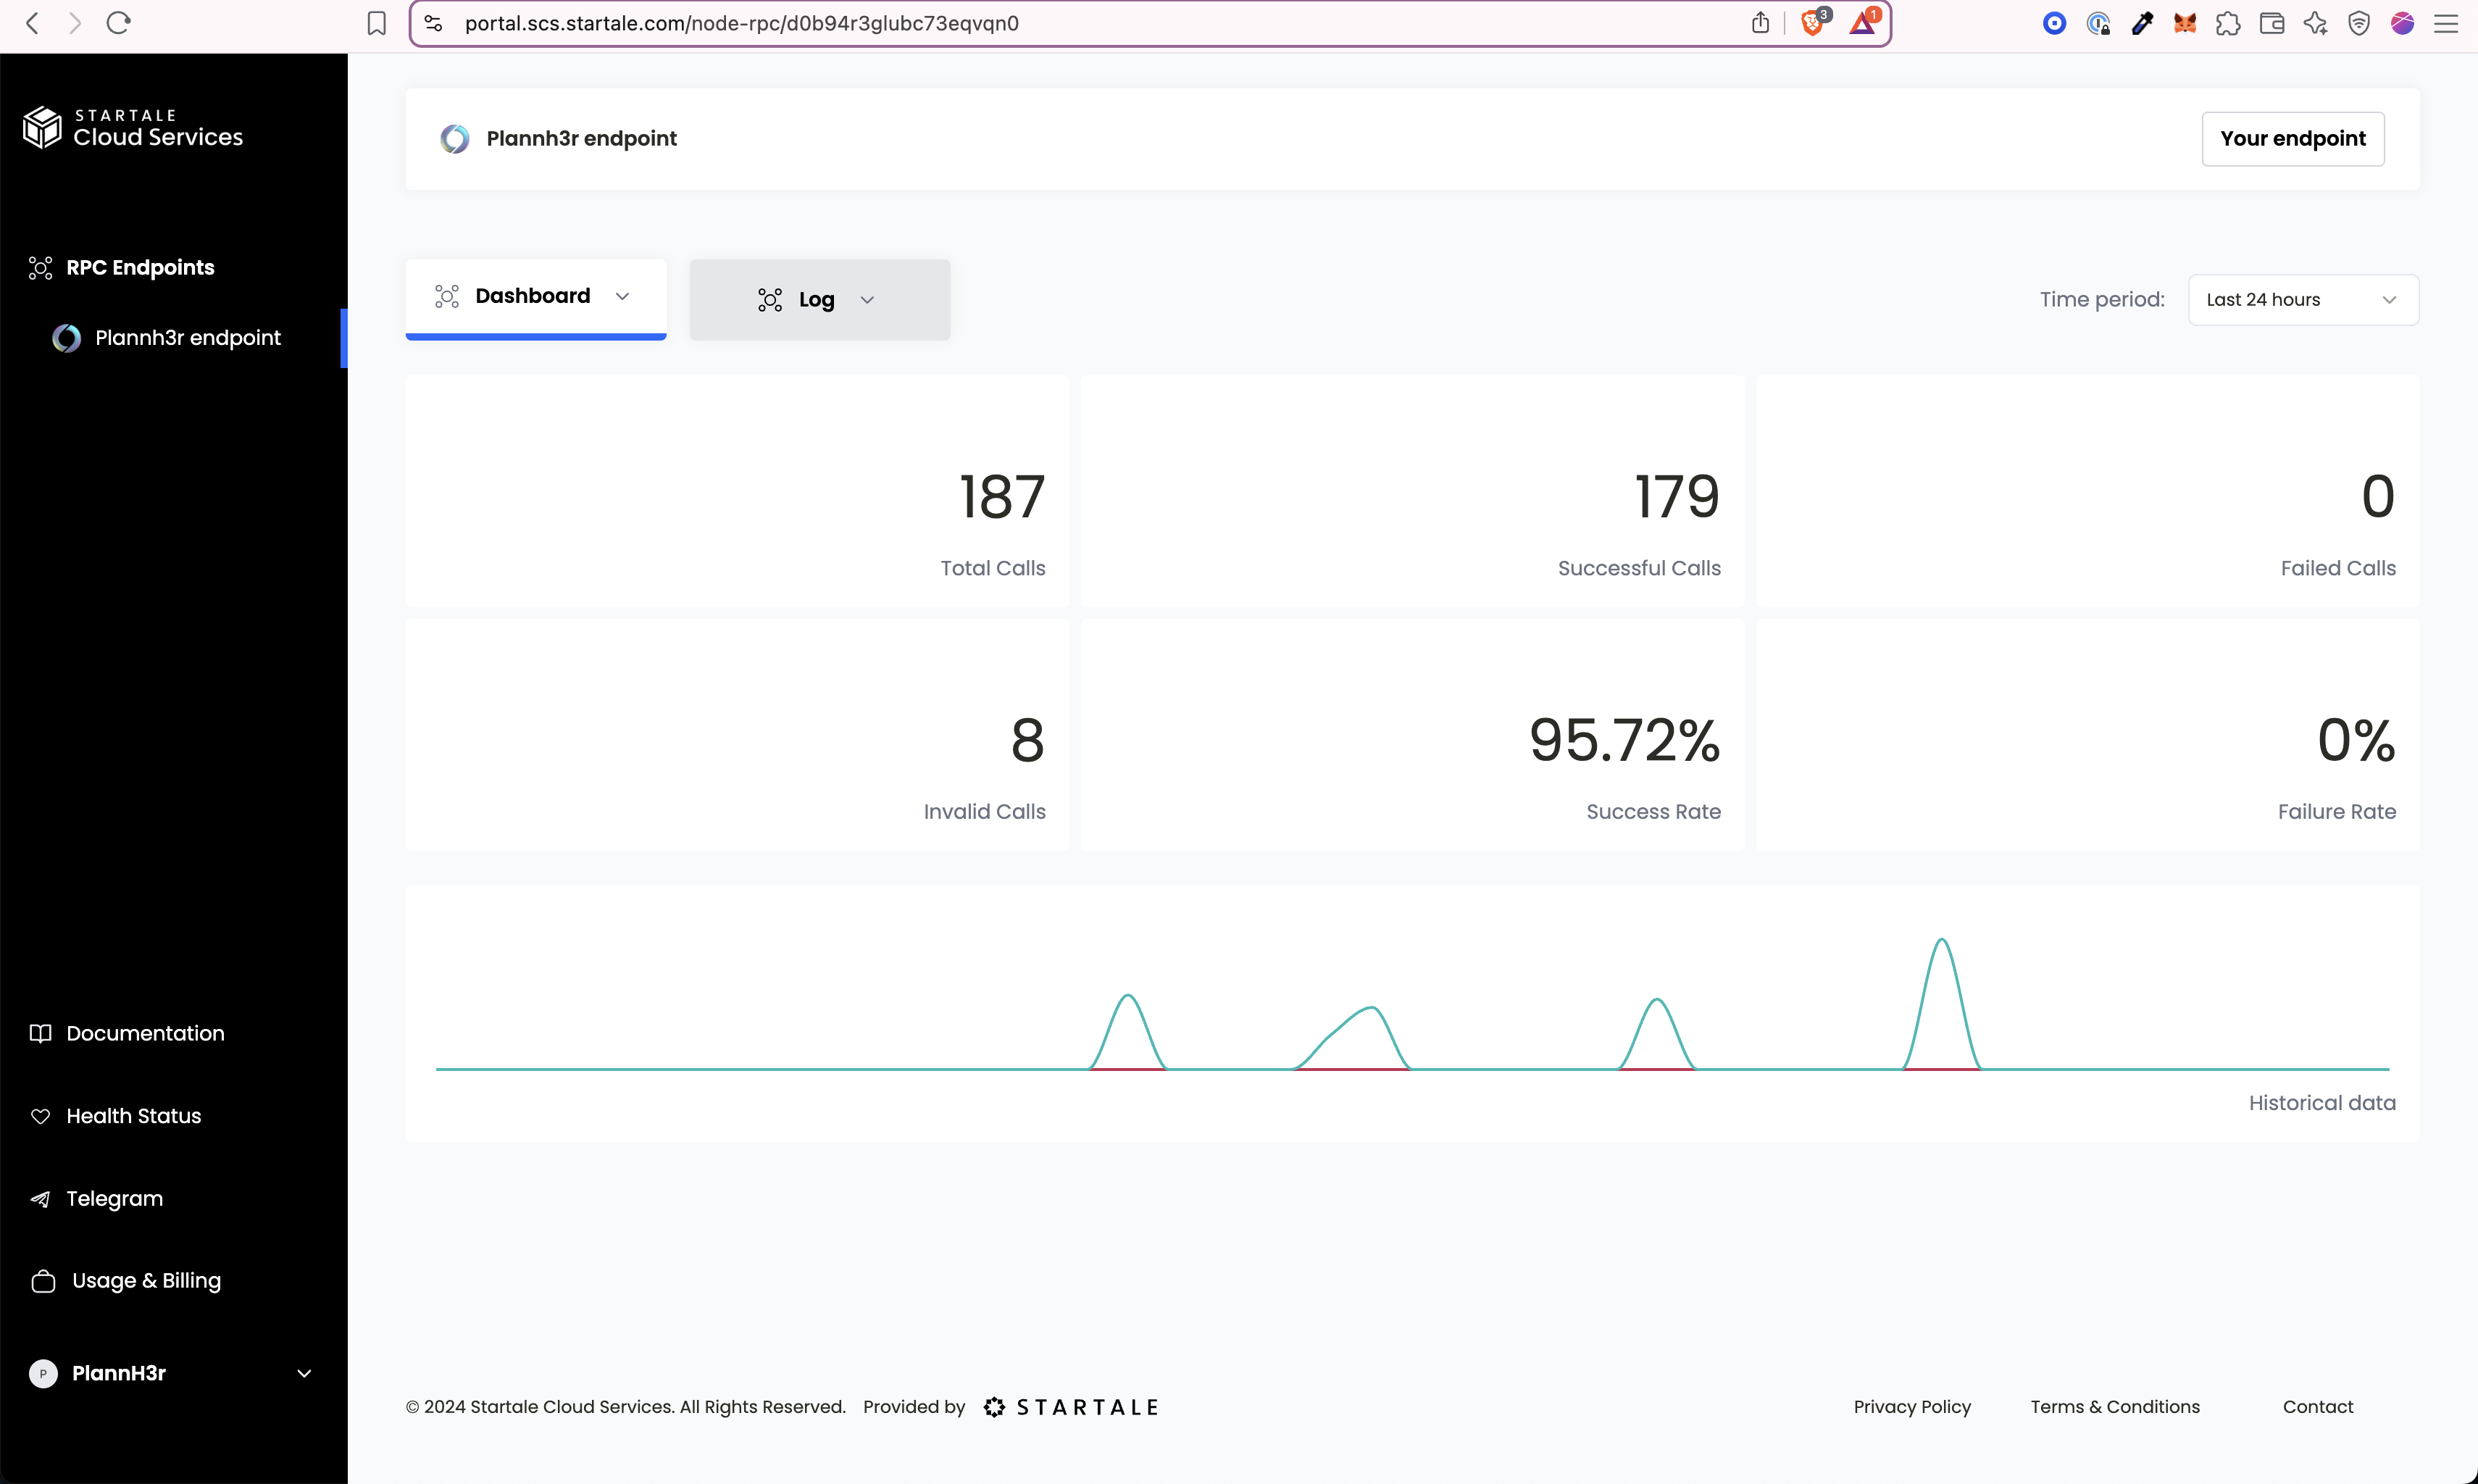 portal.scs.startale.com/node-rpc/d0b94r3glubc73eqvqn0
3
1
STARTALE
Cloud Services
RPC Endpoints
Plannh3r endpoint
Documentation
Health Status
Telegram
Usage & Billing
P
PlannH3r
Plannh3r endpoint
Your endpoint
Dashboard
Log
Time period:
Last 24 hours
187
Total Calls
179
Successful Calls
0
Failed Calls
8
Invalid Calls
95.72%
Success Rate
0%
Failure Rate
Historical data
© 2024 Startale Cloud Services. All Rights Reserved.
Provided by
STARTALE
Privacy Policy
Terms & Conditions
Contact